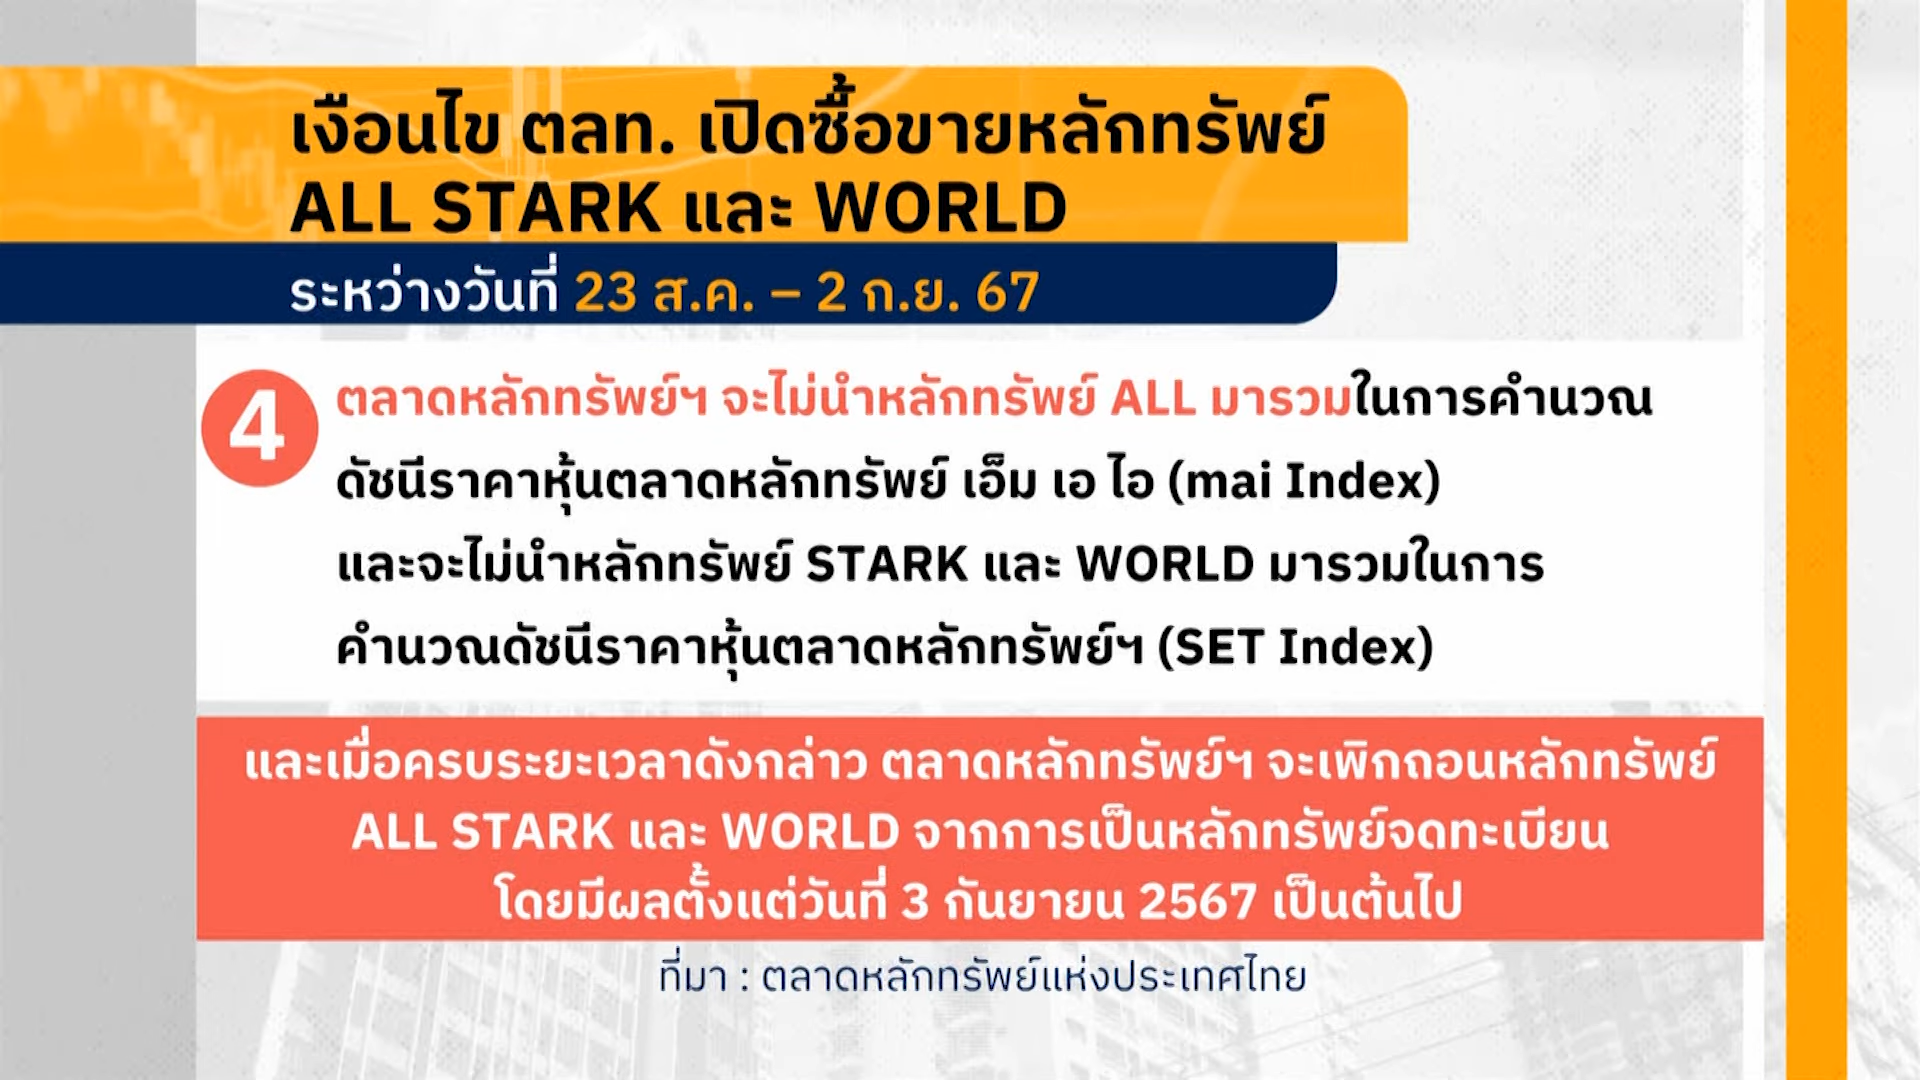 เงื่อนไข ตลท. เปิดซื้อขายหลักทรัพย์
ALL STARK และ WORLD
ระหว่างวันที่ 23 ส.ค. – 2 ก.ย. 67
4
ตลาดหลักทรัพย์ฯ จะไม่นำหลักทรัพย์ ALL มารวมในการคำนวณ
ดัชนีราคาหุ้นตลาดหลักทรัพย์ เอ็ม เอ ไอ (mai Index)
และจะไม่นำหลักทรัพย์ STARK และ WORLD มารวมในการ
คำนวณดัชนีราคาหุ้นตลาดหลักทรัพย์ฯ (SET Index)
และเมื่อครบระยะเวลาดังกล่าว ตลาดหลักทรัพย์ฯ จะเพิกถอนหลักทรัพย์
ALL STARK และ WORLD จากการเป็นหลักทรัพย์จดทะเบียน
โดยมีผลตั้งแต่วันที่ 3 กันยายน 2567 เป็นต้นไป
ที่มา : ตลาดหลักทรัพย์แห่งประเทศไทย